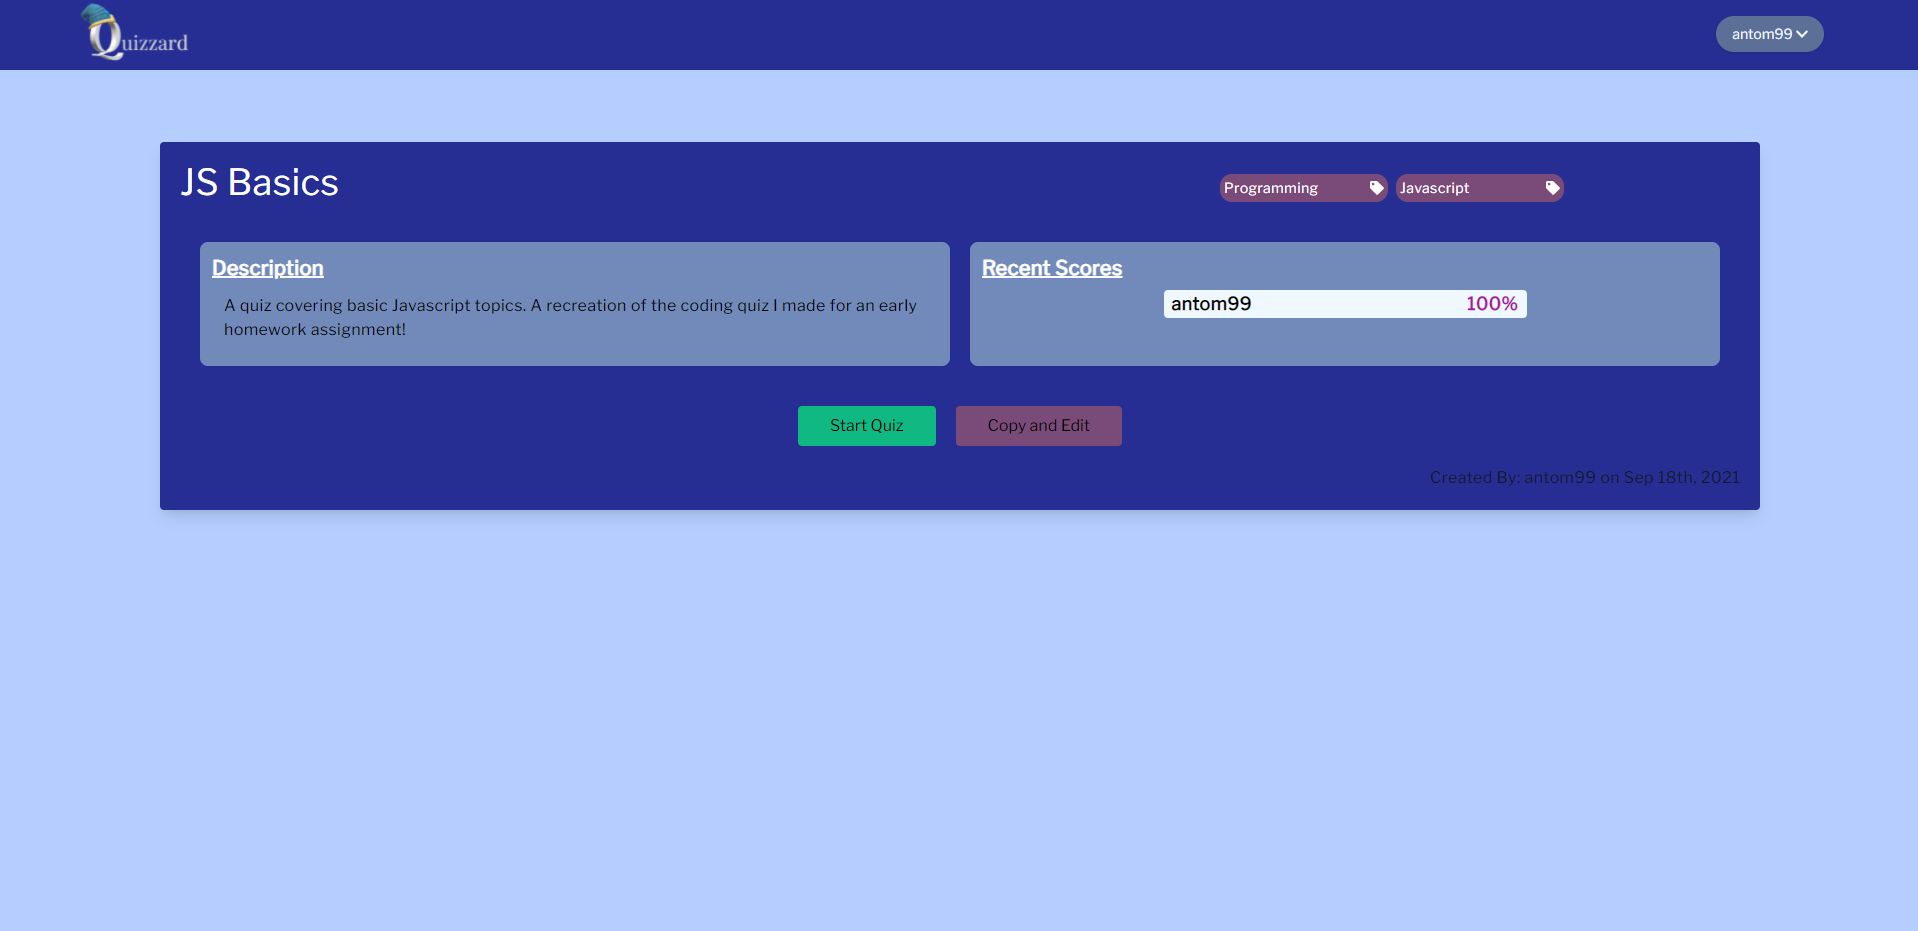 Quizzard
antom99
JS Basics
Programming
Javascript
Description
A quiz covering basic Javascript topics. A recreation of the coding quiz I made for an early
homework assignment!
Recent Scores
antom99 100%
Start Quiz
Copy and Edit
Created By: antom99 on Sep 18th, 2021